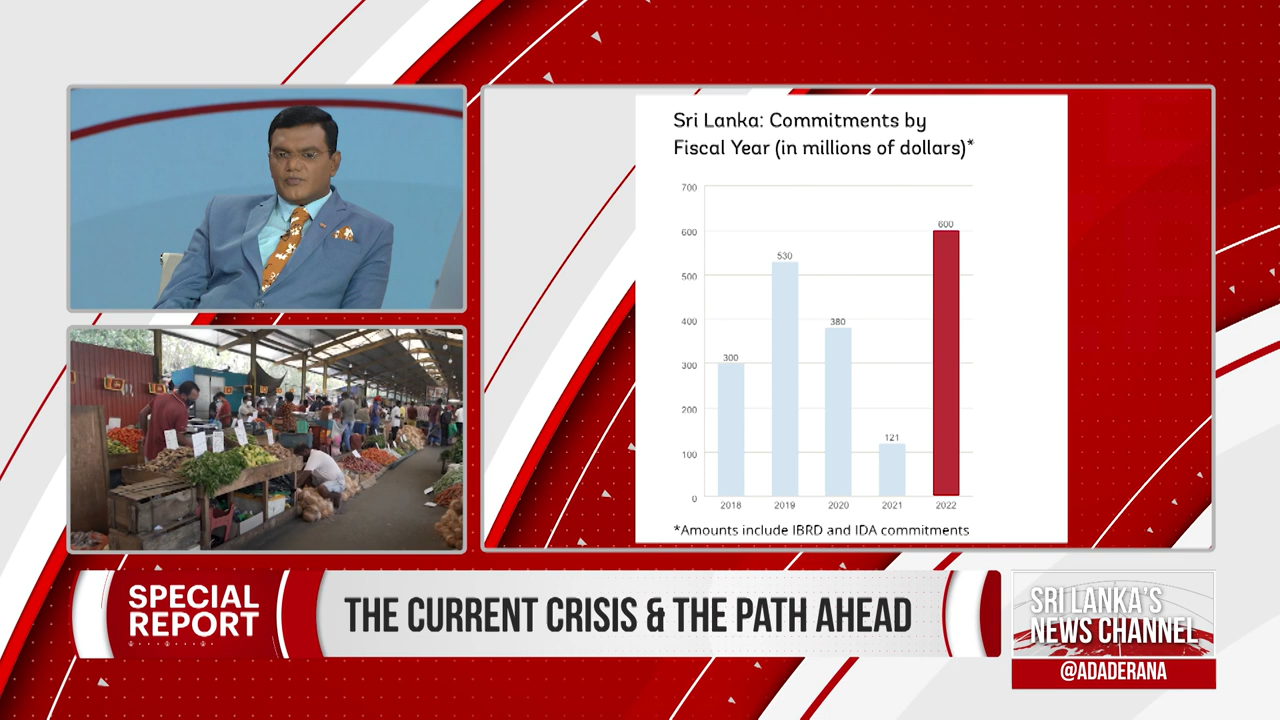 Sri Lanka: Commitments by
Fiscal Year (in millions of dollars)*
700
600
500
400
300
200
100
0
300
530
380
121
600
2018 2019 2020 2021 2022
*Amounts include IBRD and IDA commitments
SPECIAL
REPORT
THE CURRENT CRISIS & THE PATH AHEAD
SRI LANKA'S
NEWS CHANNEL
@ADADERANA